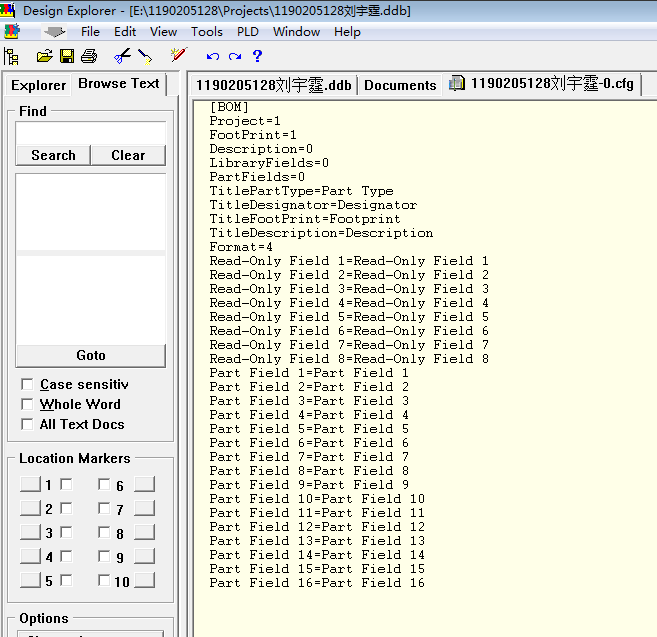 Design Explorer - [E:\1190205128\Projects\1190205128刘宇霆.ddb]
File Edit View Tools PLD Window Help
Explorer Browse Text
1190205128刘宇霆.ddb Documents 1190205128刘宇霆-0.cfg
Find
Search Clear
Goto
Case sensitiv
Whole Word
All Text Docs
Location Markers
1 6
2 7
3 8
4 9
5 10
Options
[BOM]
Project=1
FootPrint=1
Description=0
LibraryFields=0
PartFields=0
TitlePartType=Part Type
TitleDesignator=Designator
TitleFootPrint=Footprint
TitleDescription=Description
Format=4
Read-Only Field 1=Read-Only Field 1
Read-Only Field 2=Read-Only Field 2
Read-Only Field 3=Read-Only Field 3
Read-Only Field 4=Read-Only Field 4
Read-Only Field 5=Read-Only Field 5
Read-Only Field 6=Read-Only Field 6
Read-Only Field 7=Read-Only Field 7
Read-Only Field 8=Read-Only Field 8
Part Field 1=Part Field 1
Part Field 2=Part Field 2
Part Field 3=Part Field 3
Part Field 4=Part Field 4
Part Field 5=Part Field 5
Part Field 6=Part Field 6
Part Field 7=Part Field 7
Part Field 8=Part Field 8
Part Field 9=Part Field 9
Part Field 10=Part Field 10
Part Field 11=Part Field 11
Part Field 12=Part Field 12
Part Field 13=Part Field 13
Part Field 14=Part Field 14
Part Field 15=Part Field 15
Part Field 16=Part Field 16